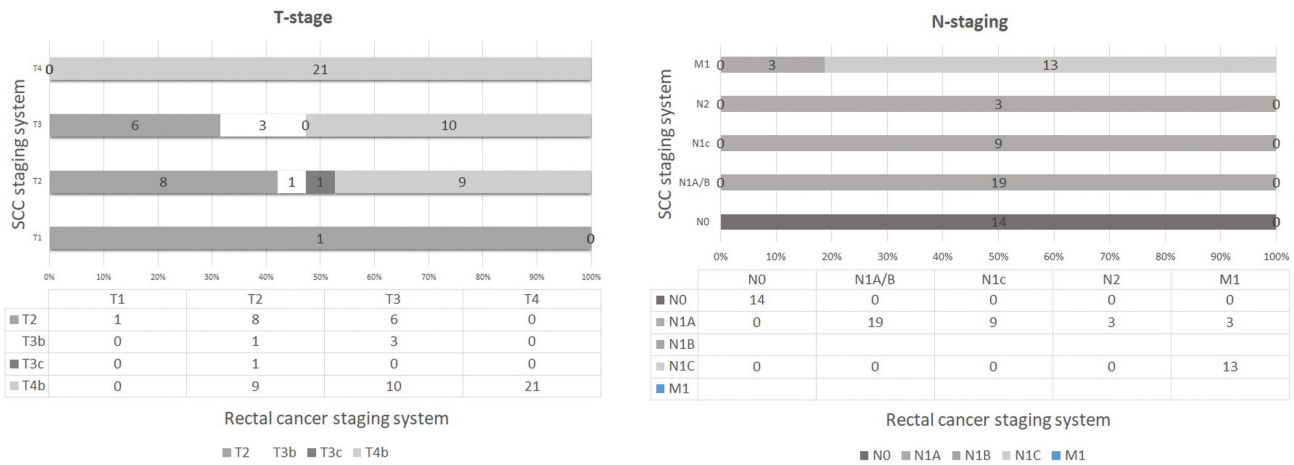 T-stage
SCC staging system
T4 0 21
T3 6 3 0 10
T2 8 1 1 9
T1 1 0
0% 10% 20% 30% 40% 50% 60% 70% 80% 90% 100%
T1 T2 T3 T4
T2 1 8 6 0
T3b 0 1 3 0
T3c 0 1 0 0
T4b 0 9 10 21
Rectal cancer staging system
T2 T3b T3c T4b
N-staging
SCC staging system
M1 0 3 13
N2 0 3 0
N1c 0 9 0
N1A/B 0 19 0
N0 14 0
0% 10% 20% 30% 40% 50% 60% 70% 80% 90% 100%
N0 N1A/B N1c N2 M1
N0 14 0 0 0 0
N1A 0 19 9 3 3
N1B
N1C 0 0 0 0 13
M1
Rectal cancer staging system
N0 N1A N1B N1C M1